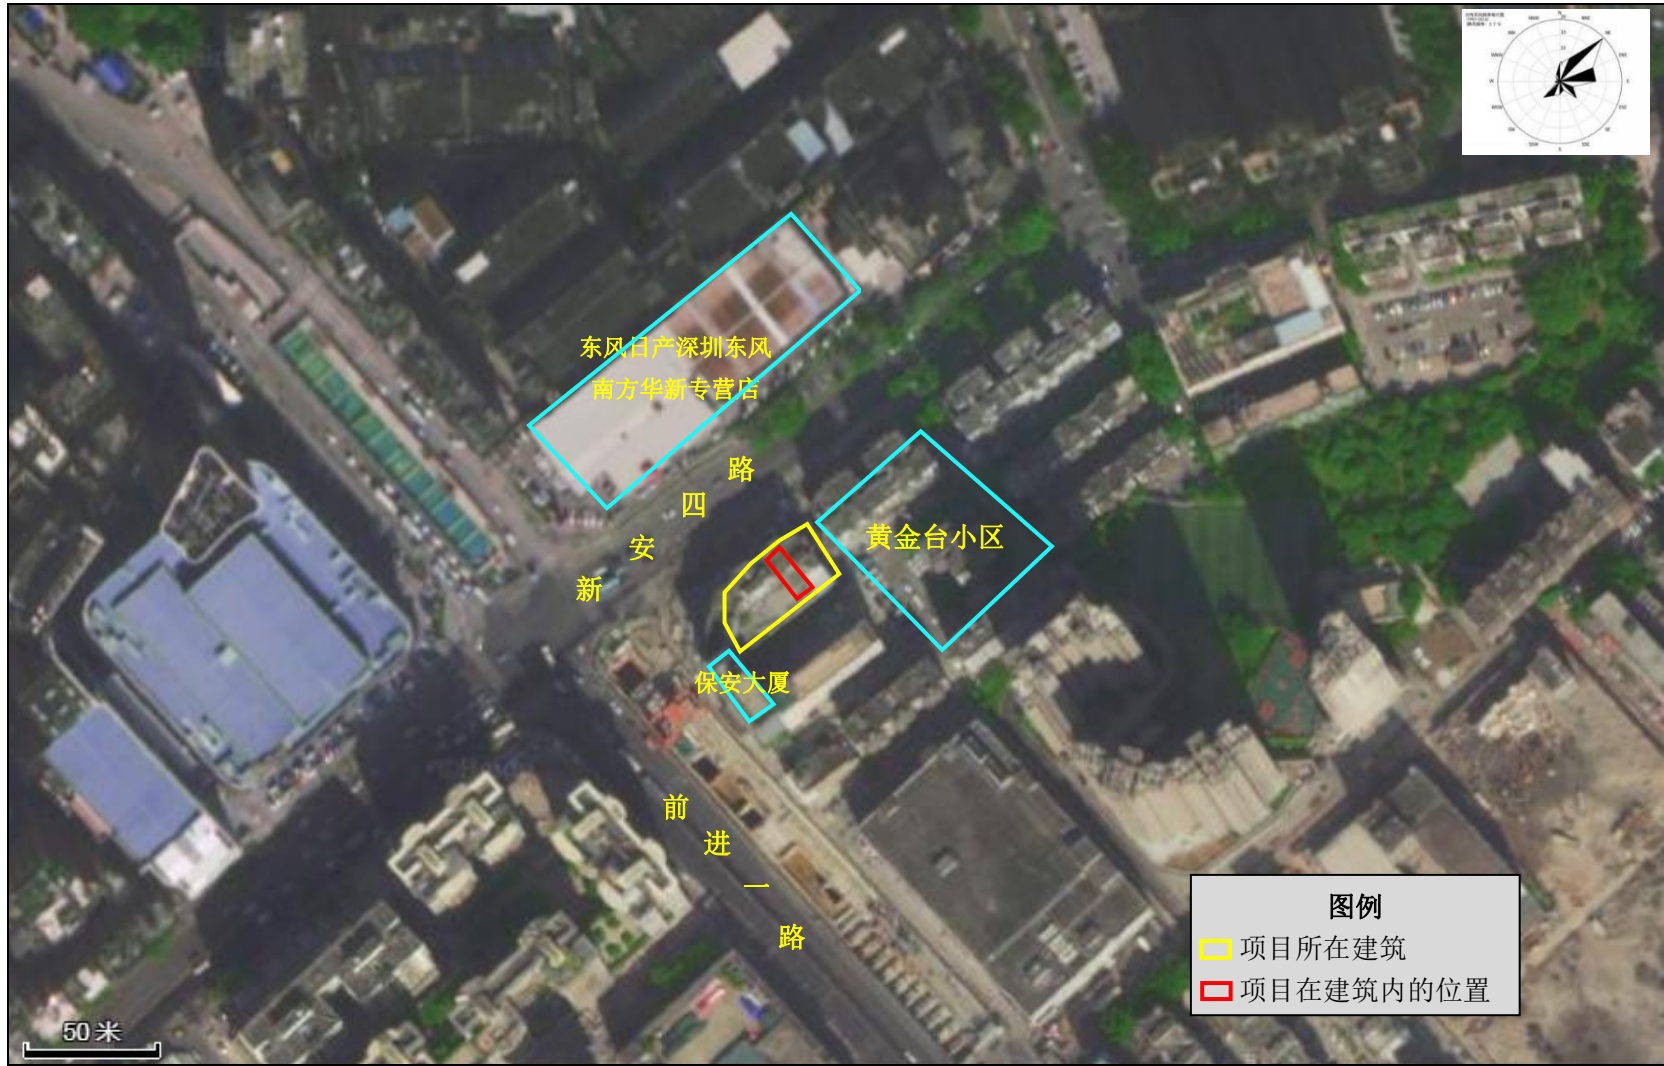 东风日产深圳东风
南方华新专营店
新安四路
黄金台小区
保安大厦
前进一路
图例
项目所在建筑
项目在建筑内的位置
50 米